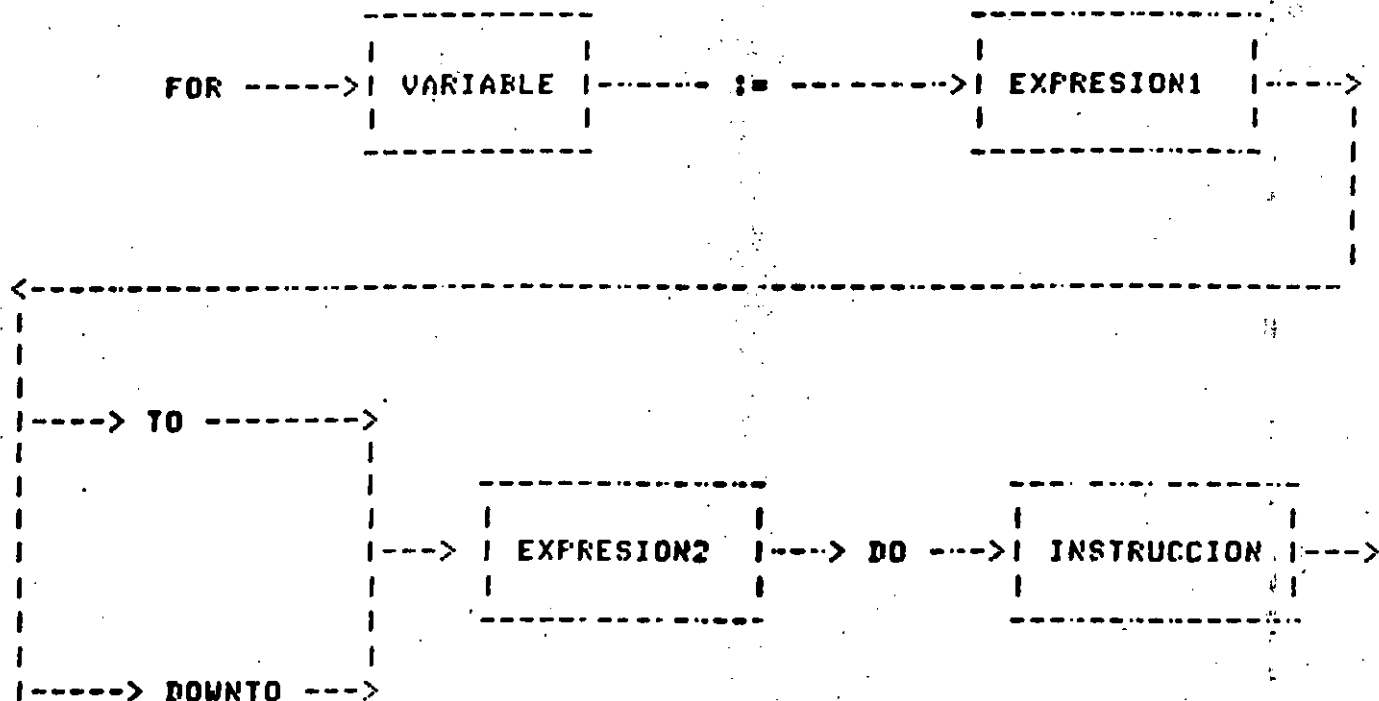 FOR -----> VARIABLE ------ := --------> EXPRESION1 ---->
----> TO -------->
---> EXPRESION2 ---> DO ---> INSTRUCCION --->
-----> DOWNTO --->